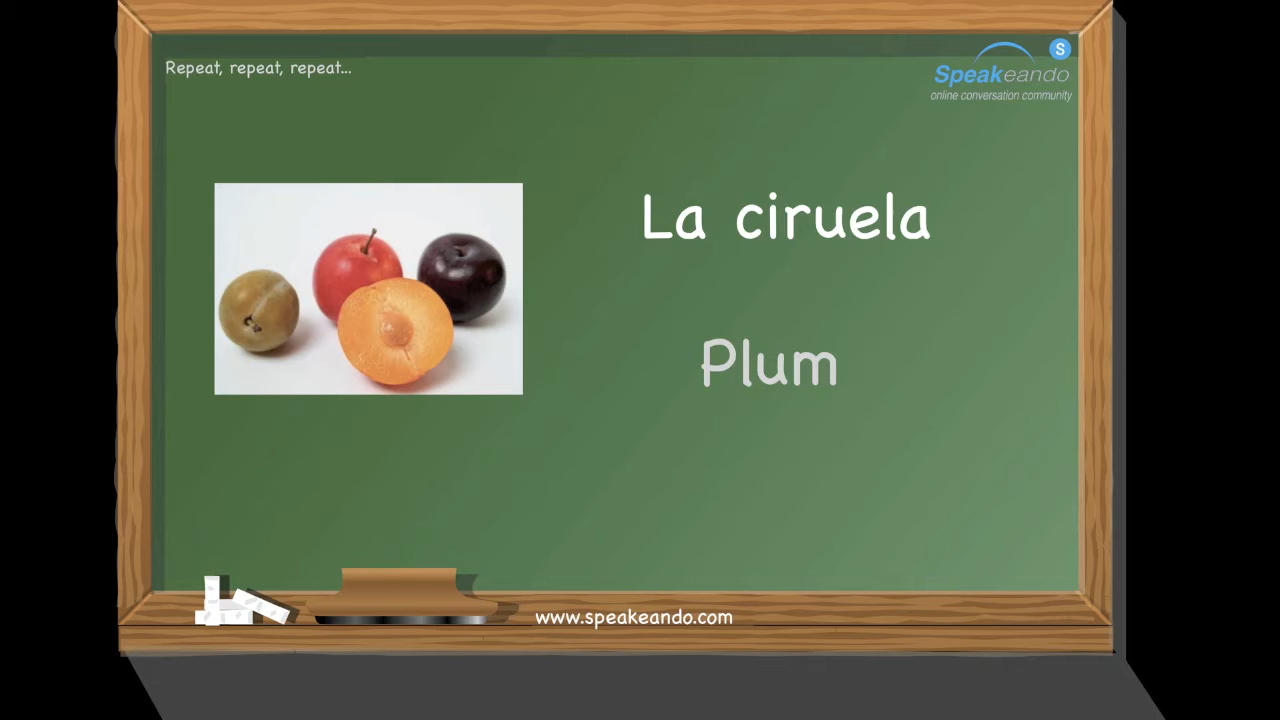 Repeat, repeat, repeat...
S
Speakeando
online conversation community
La ciruela
Plum
www.speakeando.com